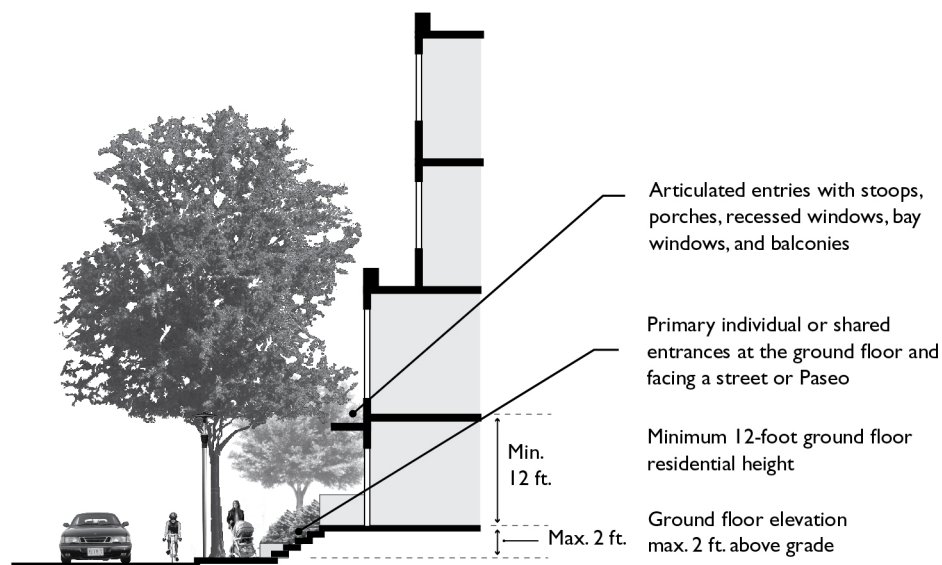 Articulated entries with stoops,
porches, recessed windows, bay
windows, and balconies
Primary individual or shared
entrances at the ground floor and
facing a street or Paseo
Min.
12 ft.
Minimum 12-foot ground floor
residential height
Max. 2 ft.
Ground floor elevation
max. 2 ft. above grade